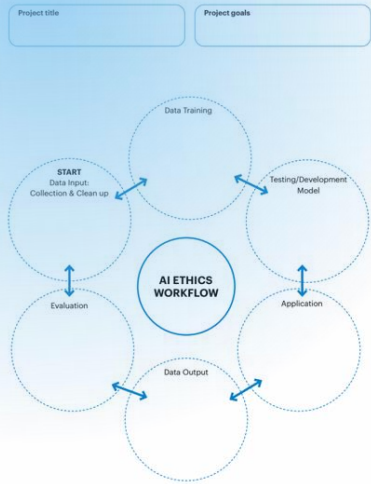 Project title
Project goals
Data Training
START
Data Input:
Collection & Clean up
Testing/Development
Model
AI ETHICS
WORKFLOW
Evaluation
Application
Data Output